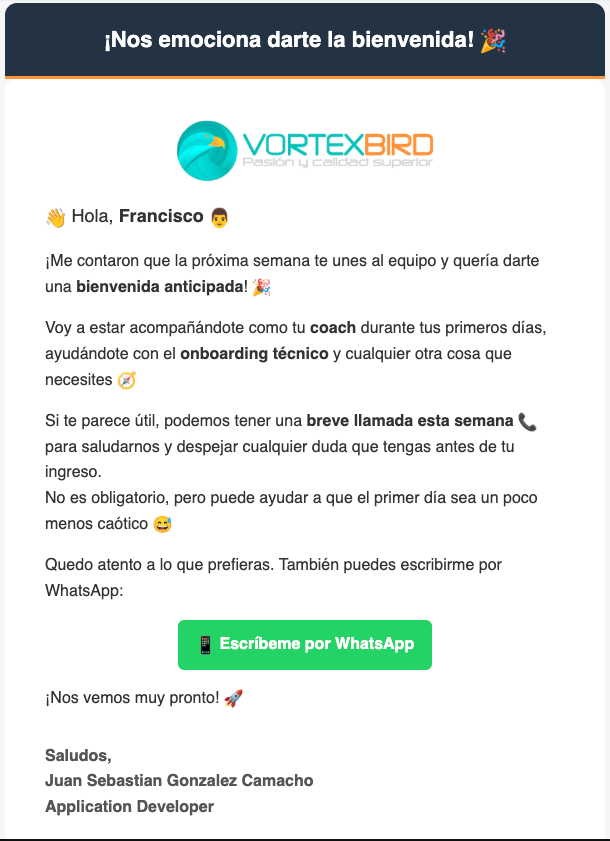 ¡Nos emociona darte la bienvenida! 🎉
VORTEXBIRD
Pasión y calidad superior
👋 Hola, Francisco 👨
¡Me contaron que la próxima semana te unes al equipo y quería darte
una bienvenida anticipada! 🎉
Voy a estar acompañándote como tu coach durante tus primeros días,
ayudándote con el onboarding técnico y cualquier otra cosa que
necesites 🧭
Si te parece útil, podemos tener una breve llamada esta semana 📞
para saludarnos y despejar cualquier duda que tengas antes de tu
ingreso.
No es obligatorio, pero puede ayudar a que el primer día sea un poco
menos caótico 😅
Quedo atento a lo que prefieras. También puedes escribirme por
WhatsApp:
📱 Escríbeme por WhatsApp
¡Nos vemos muy pronto! 🚀
Saludos,
Juan Sebastian Gonzalez Camacho
Application Developer